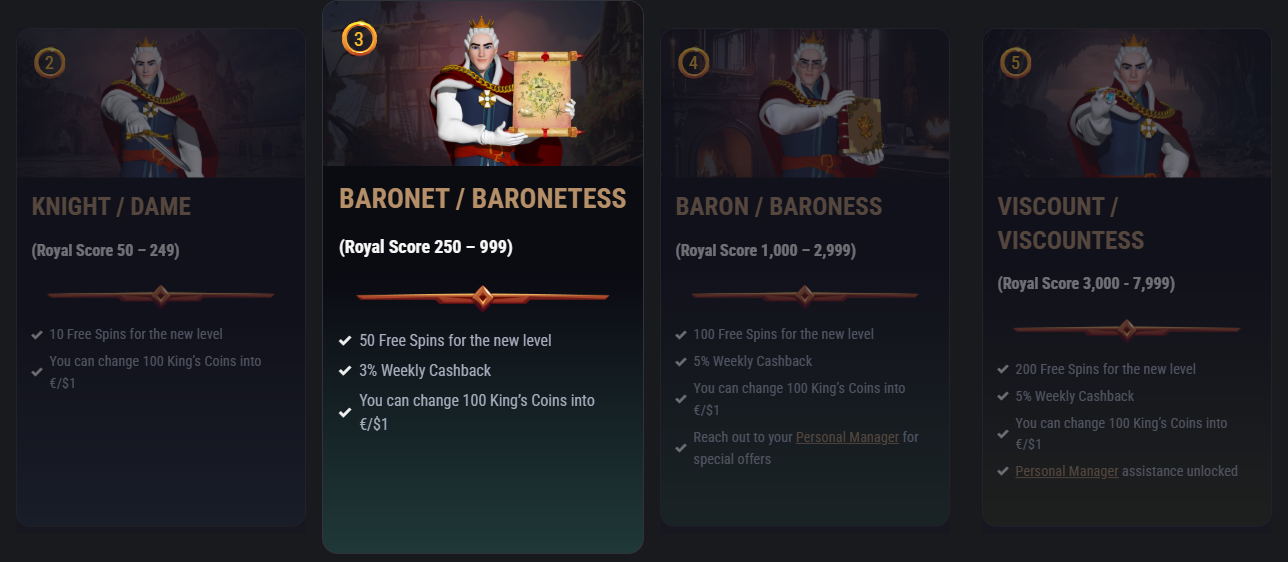 2
KNIGHT / DAME
(Royal Score 50 – 249)
10 Free Spins for the new level
You can change 100 King's Coins into
€/$1
3
BARONET / BARONETESS
(Royal Score 250 – 999)
50 Free Spins for the new level
3% Weekly Cashback
You can change 100 King's Coins into
€/$1
4
BARON / BARONESS
(Royal Score 1,000 – 2,999)
100 Free Spins for the new level
5% Weekly Cashback
You can change 100 King's Coins into
€/$1
Reach out to your Personal Manager for
special offers
5
VISCOUNT /
VISCOUNTESS
(Royal Score 3,000 - 7,999)
200 Free Spins for the new level
5% Weekly Cashback
You can change 100 King's Coins into
€/$1
Personal Manager assistance unlocked